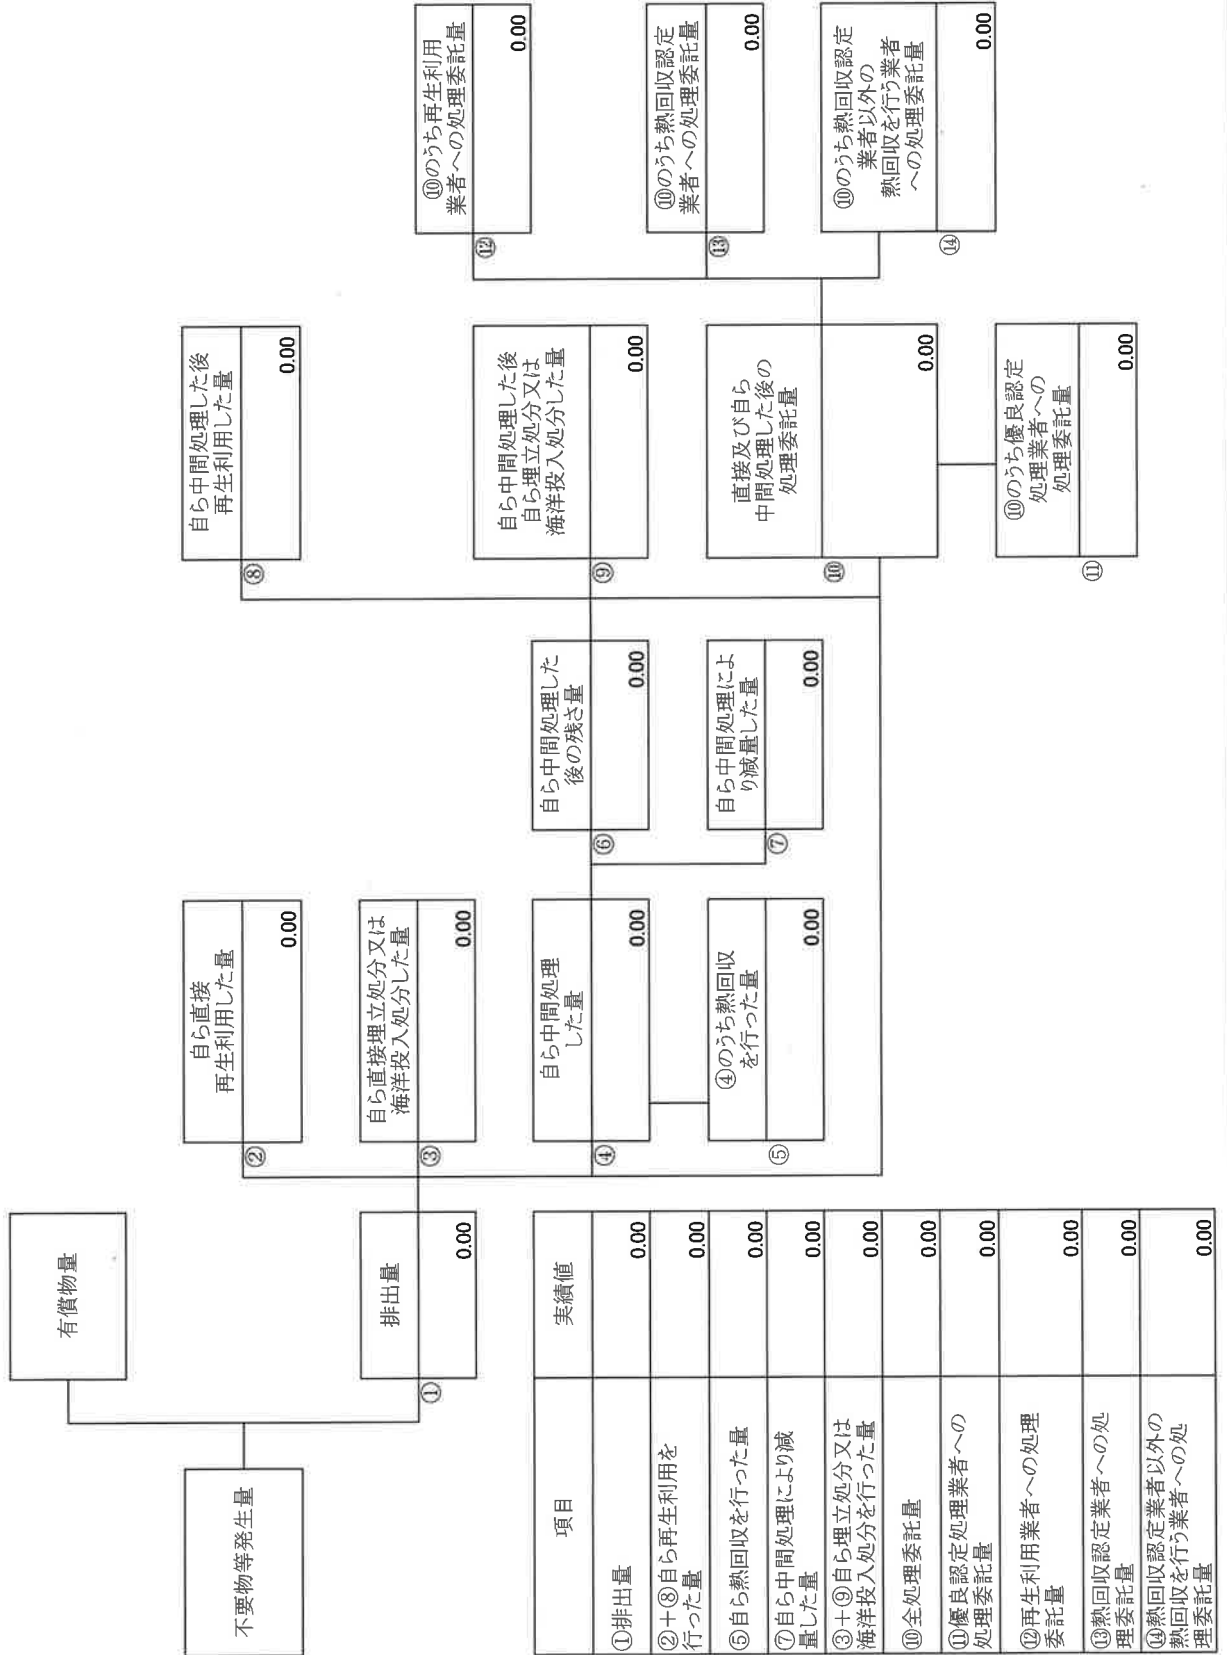 不要物等発生量
有償物量
①
排出量
0.00
②
自ら直接
再生利用した量
0.00
③
自ら直接埋立処分又は
海洋投入処分した量
0.00
④
自ら中間処理
した量
0.00
⑤
④のうち熱回収
を行った量
0.00
⑥
自ら中間処理した
後の残さ量
0.00
⑦
自ら中間処理によ
り減量した量
0.00
⑧
自ら中間処理した後
再生利用した量
0.00
⑨
自ら中間処理した後
自ら埋立処分又は
海洋投入処分した量
0.00
⑩
直接及び自ら
中間処理した後の
処理委託量
0.00
⑪
⑩のうち優良認定
処理業者への
処理委託量
0.00
⑫
⑩のうち再生利用
業者への処理委託量
0.00
⑬
⑩のうち熱回収認定
業者への処理委託量
0.00
⑭
⑩のうち熱回収認定
業者以外の
熱回収を行う業者
への処理委託量
0.00
項目 実績値
①排出量 0.00
②+⑧自ら再生利用を
行った量 0.00
⑤自ら熱回収を行った量 0.00
⑦自ら中間処理により減
量した量 0.00
③+⑨自ら埋立処分又は
海洋投入処分を行った量 0.00
⑩全処理委託量 0.00
⑪優良認定処理業者への
処理委託量 0.00
⑫再生利用業者への処理
委託量 0.00
⑬熱回収認定業者への処
理委託量 0.00
⑭熱回収認定業者以外の
熱回収を行う業者への処
理委託量 0.00